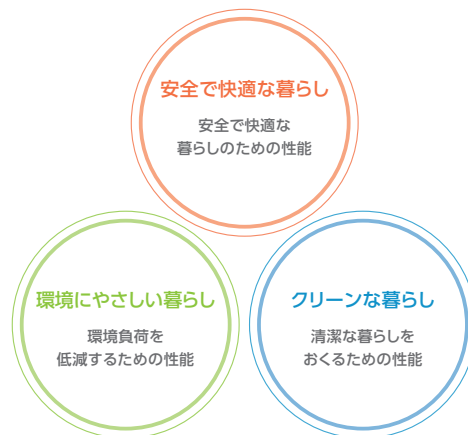 安全で快適な暮らし
安全で快適な
暮らしのための性能
環境にやさしい暮らし
環境負荷を
低減するための性能
クリーンな暮らし
清潔な暮らしを
おくるための性能